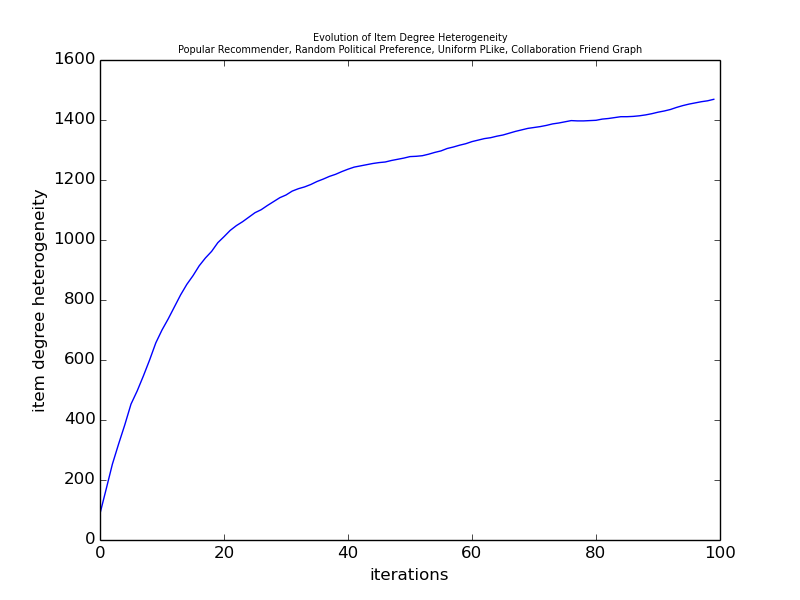 Evolution of Item Degree Heterogeneity
Popular Recommender, Random Political Preference, Uniform PLike, Collaboration Friend Graph
1600
1400
1200
1000
800
600
400
200
0
item degree heterogeneity
0 20 40 60 80 100
iterations